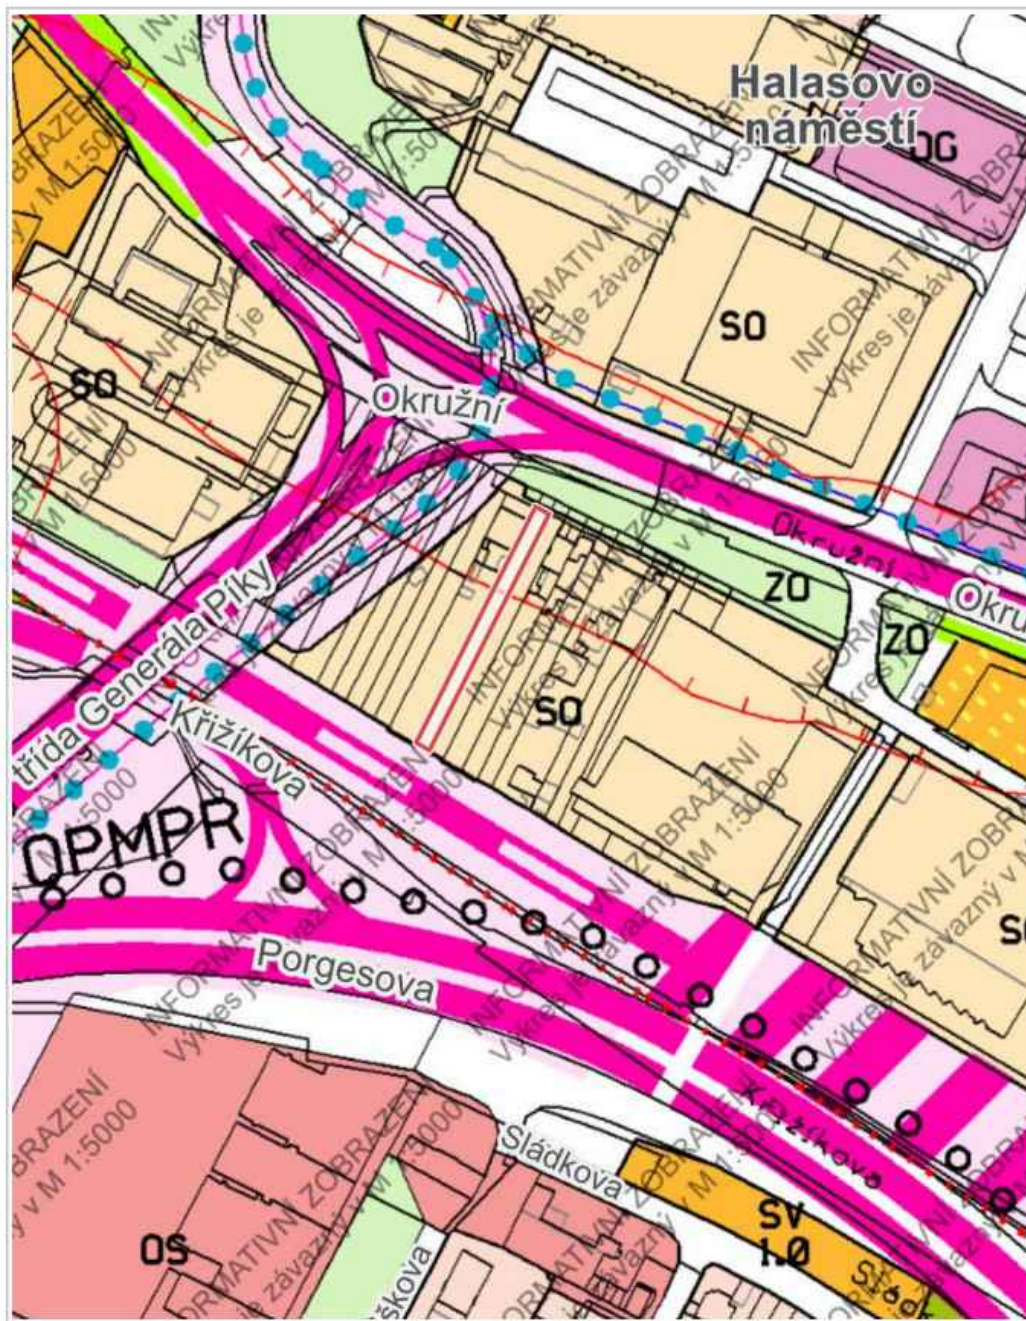 Halasovo
náměstí
OG
SO
SO
Okružní
Okružní
Okru
ZO
ZO
třída Generála Píky
SO
Křižíkova
OPMPR
Porgesova
Křižíkova
Sládkova
SV
1.0
OS
škova
INFORMATIVNÍ ZOBRAZENÍ
Výkres je závazný v M 1:5000